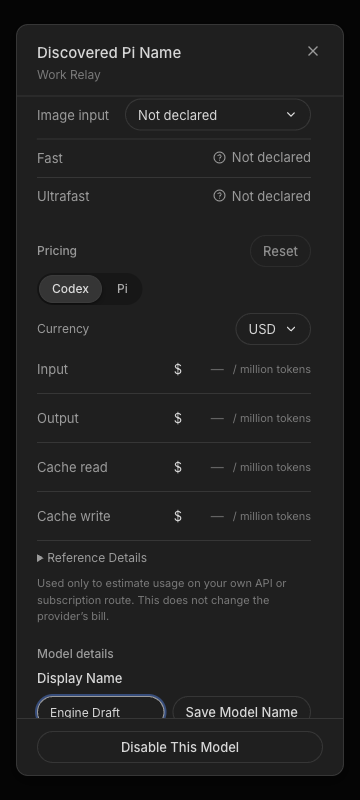 Discovered Pi Name
Work Relay
Image input Not declared
Fast Not declared
Ultrafast Not declared
Pricing Reset
Codex Pi
Currency USD
Input $ — / million tokens
Output $ — / million tokens
Cache read $ — / million tokens
Cache write $ — / million tokens
Reference Details
Used only to estimate usage on your own API or
subscription route. This does not change the
provider’s bill.
Model details
Display Name
Engine Draft Save Model Name
Disable This Model